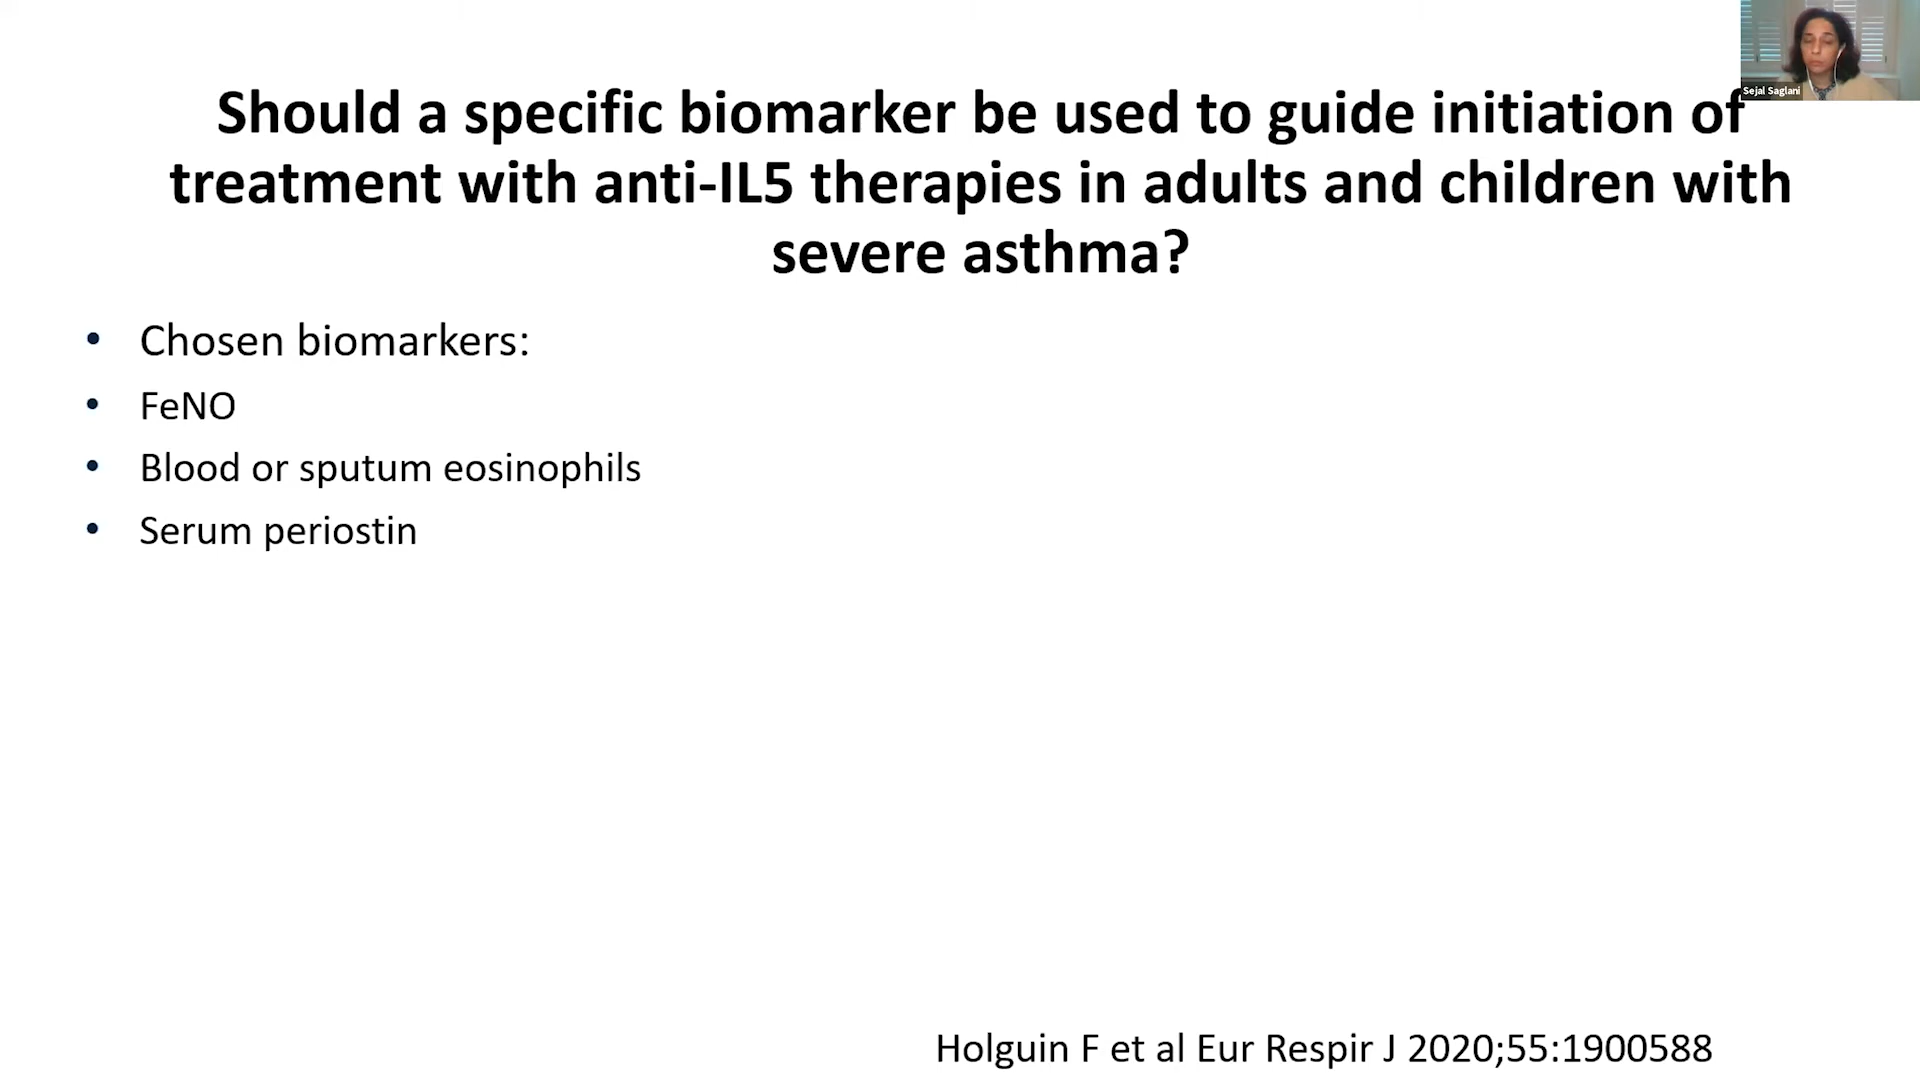 Sejal Saglani
Should a specific biomarker be used to guide initiation of
treatment with anti-IL5 therapies in adults and children with
severe asthma?
• Chosen biomarkers:
• FeNO
• Blood or sputum eosinophils
• Serum periostin
Holguin F et al Eur Respir J 2020;55:1900588